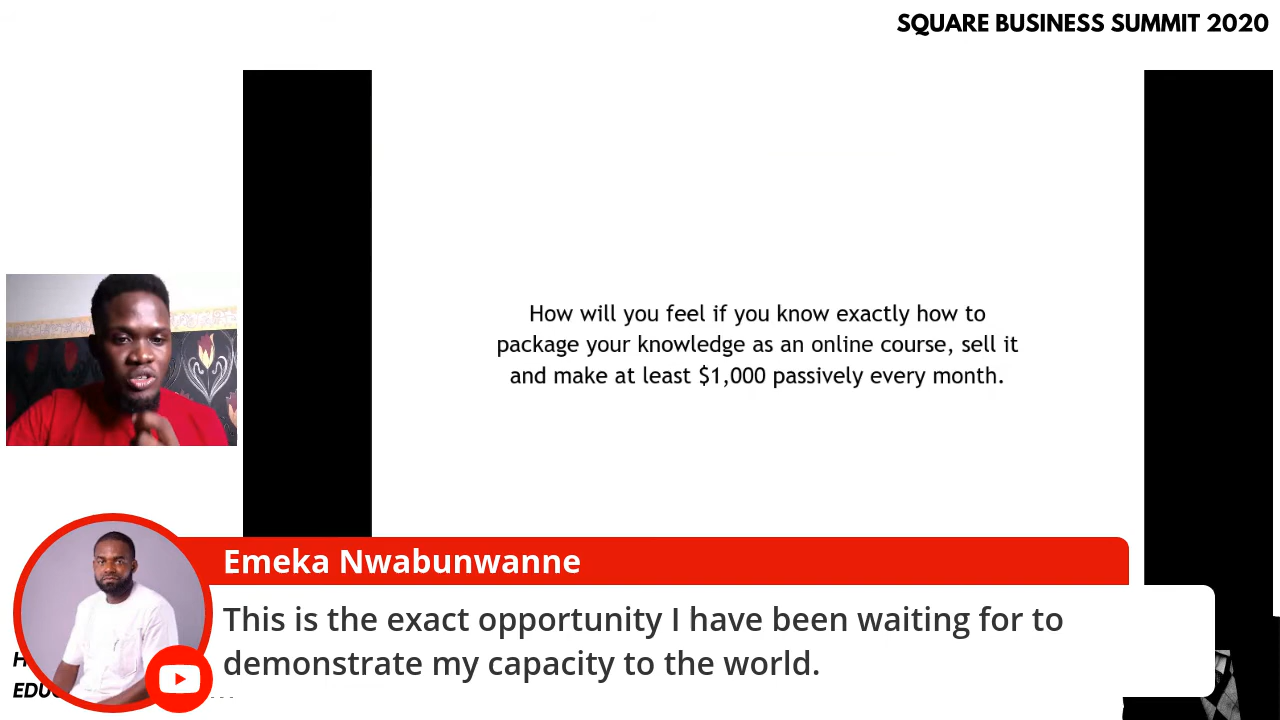 SQUARE BUSINESS SUMMIT 2020
How will you feel if you know exactly how to
package your knowledge as an online course, sell it
and make at least $1,000 passively every month.
Emeka Nwabunwanne
This is the exact opportunity I have been waiting for to
demonstrate my capacity to the world.